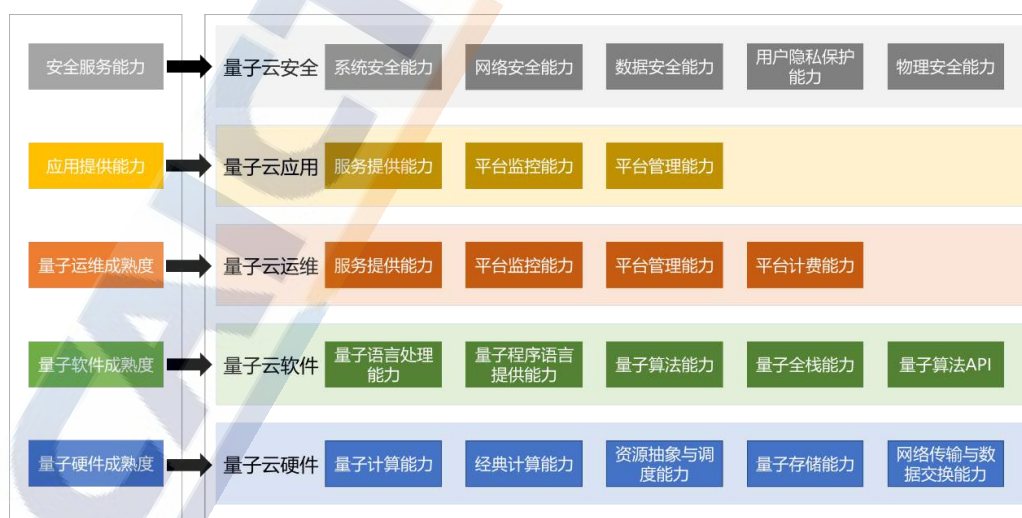 安全服务能力
量子云安全
系统安全能力
网络安全能力
数据安全能力
用户隐私保护
能力
物理安全能力
应用提供能力
量子云应用
服务提供能力
平台监控能力
平台管理能力
量子运维成熟度
量子云运维
服务提供能力
平台监控能力
平台管理能力
平台计费能力
量子软件成熟度
量子云软件
量子语言处理
能力
量子程序语言
提供能力
量子算法能力
量子全栈能力
量子算法API
量子硬件成熟度
量子云硬件
量子计算能力
经典计算能力
资源抽象与调
度能力
量子存储能力
网络传输与数
据交换能力
CAICT